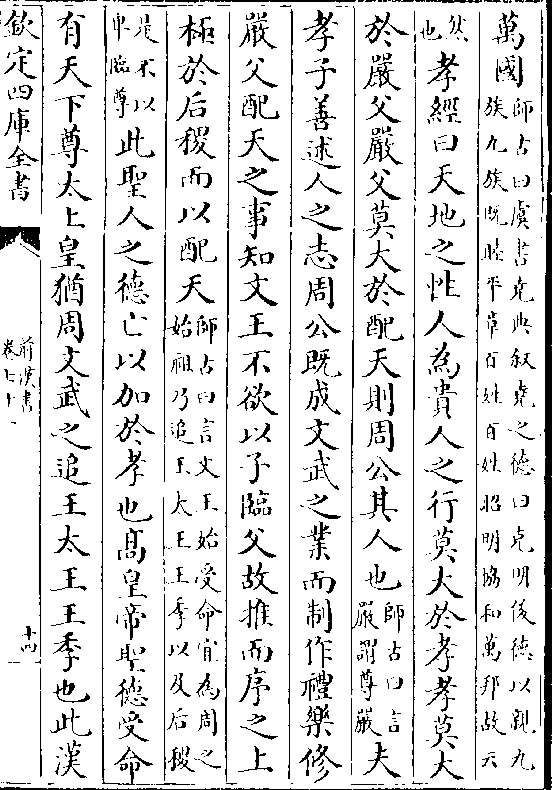 萬國師古曰虞書堯典叙堯之德曰克明俊德以親九
族九族既睦平章百姓百姓昭明協和萬邦故云
然
也
孝經曰天地之性人為貴人之行莫大於孝孝莫大
於嚴父嚴父莫大於配天則周公其人也師古曰言
嚴謂尊嚴
夫
孝子善述人之志周公既成文武之業而制作禮樂修
嚴父配天之事知文王不欲以子臨父故推而序之上
極於后稷而以配天師古曰言文王始受命宜為周之
始祖乃追王大王王季以及后稷
是不以
卑臨尊
此聖人之德亡以加於孝也髙皇帝聖德受命
有天下尊太上皇猶周文武之追王太王王季也此漢
欽定四庫全書
前漢書
卷七十一
十四